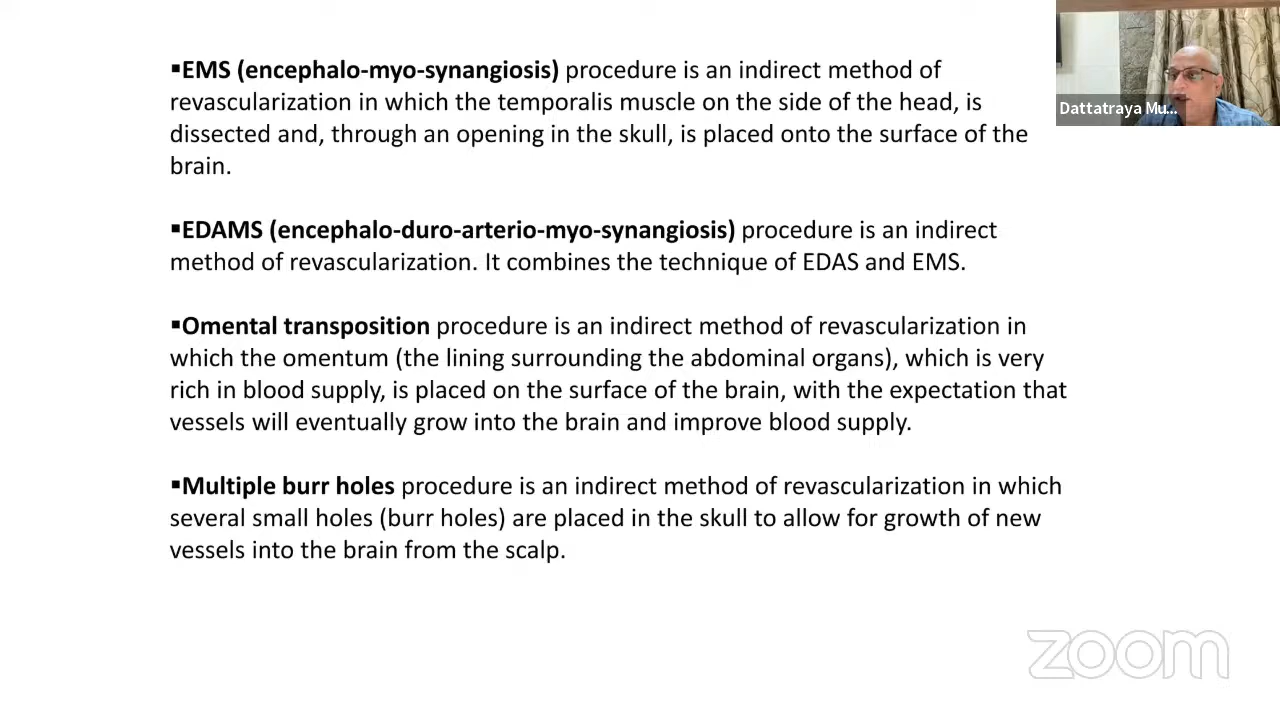 ▪EMS (encephalo-myo-synangiosis) procedure is an indirect method of
revascularization in which the temporalis muscle on the side of the head, is
dissected and, through an opening in the skull, is placed onto the surface of the
brain.
▪EDAMS (encephalo-duro-arterio-myo-synangiosis) procedure is an indirect
method of revascularization. It combines the technique of EDAS and EMS.
▪Omental transposition procedure is an indirect method of revascularization in
which the omentum (the lining surrounding the abdominal organs), which is very
rich in blood supply, is placed on the surface of the brain, with the expectation that
vessels will eventually grow into the brain and improve blood supply.
▪Multiple burr holes procedure is an indirect method of revascularization in which
several small holes (burr holes) are placed in the skull to allow for growth of new
vessels into the brain from the scalp.
Dattatraya Mu...
zoom